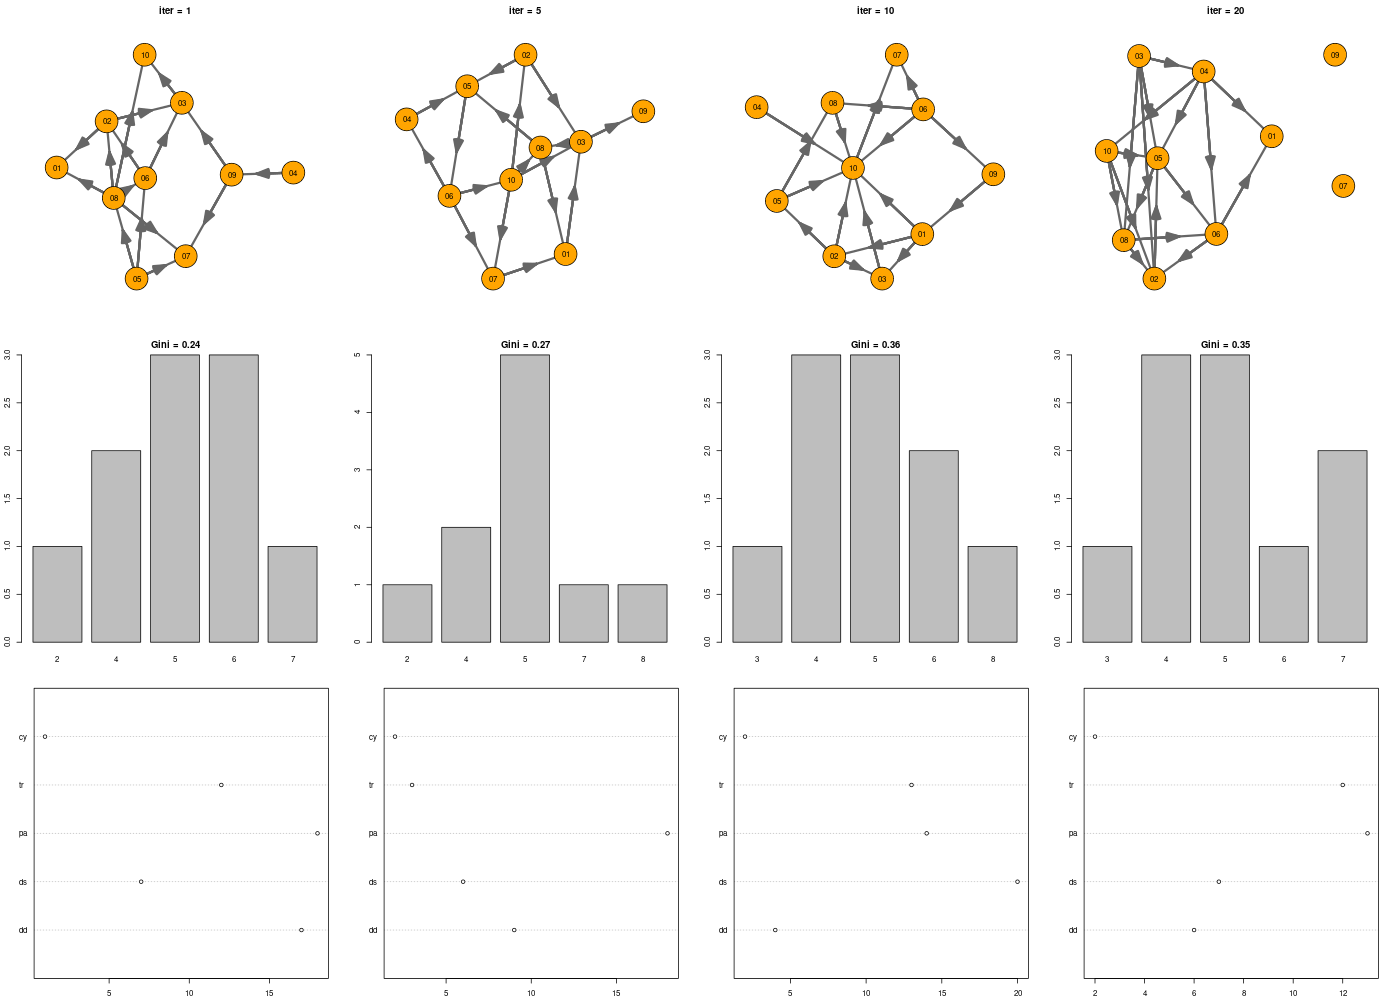 iter = 1
iter = 5
iter = 10
iter = 20
10
03
02
01
06
08
09
04
07
05
02
05
04
09
03
08
10
06
01
07
07
04
08
06
10
09
05
01
02
03
03
04
09
01
10
05
07
08
06
02
Gini = 0.24
0.0 0.5 1.0 1.5 2.0 2.5 3.0
2 4 5 6 7
Gini = 0.27
0 1 2 3 4 5
2 4 5 7 8
Gini = 0.36
0.0 0.5 1.0 1.5 2.0 2.5 3.0
3 4 5 6 8
Gini = 0.35
0.0 0.5 1.0 1.5 2.0 2.5 3.0
3 4 5 6 7
cy
tr
pa
ds
dd
5 10 15
cy
tr
pa
ds
dd
5 10 15
cy
tr
pa
ds
dd
5 10 15 20
cy
tr
pa
ds
dd
2 4 6 8 10 12